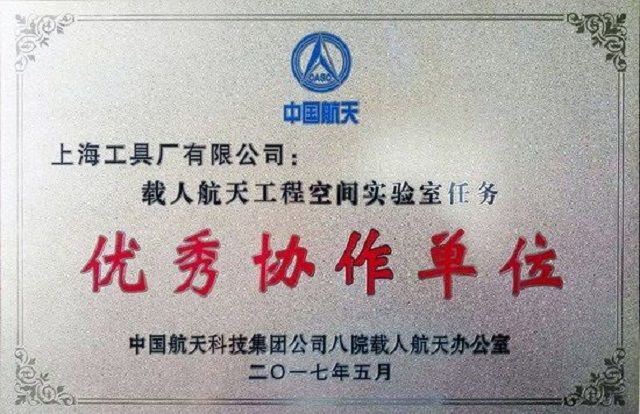 CASC
中国航天
上海工具厂有限公司：
载人航天工程空间实验室任务
优秀协作单位
中国航天科技集团公司八院载人航天办公室
二〇一七年五月